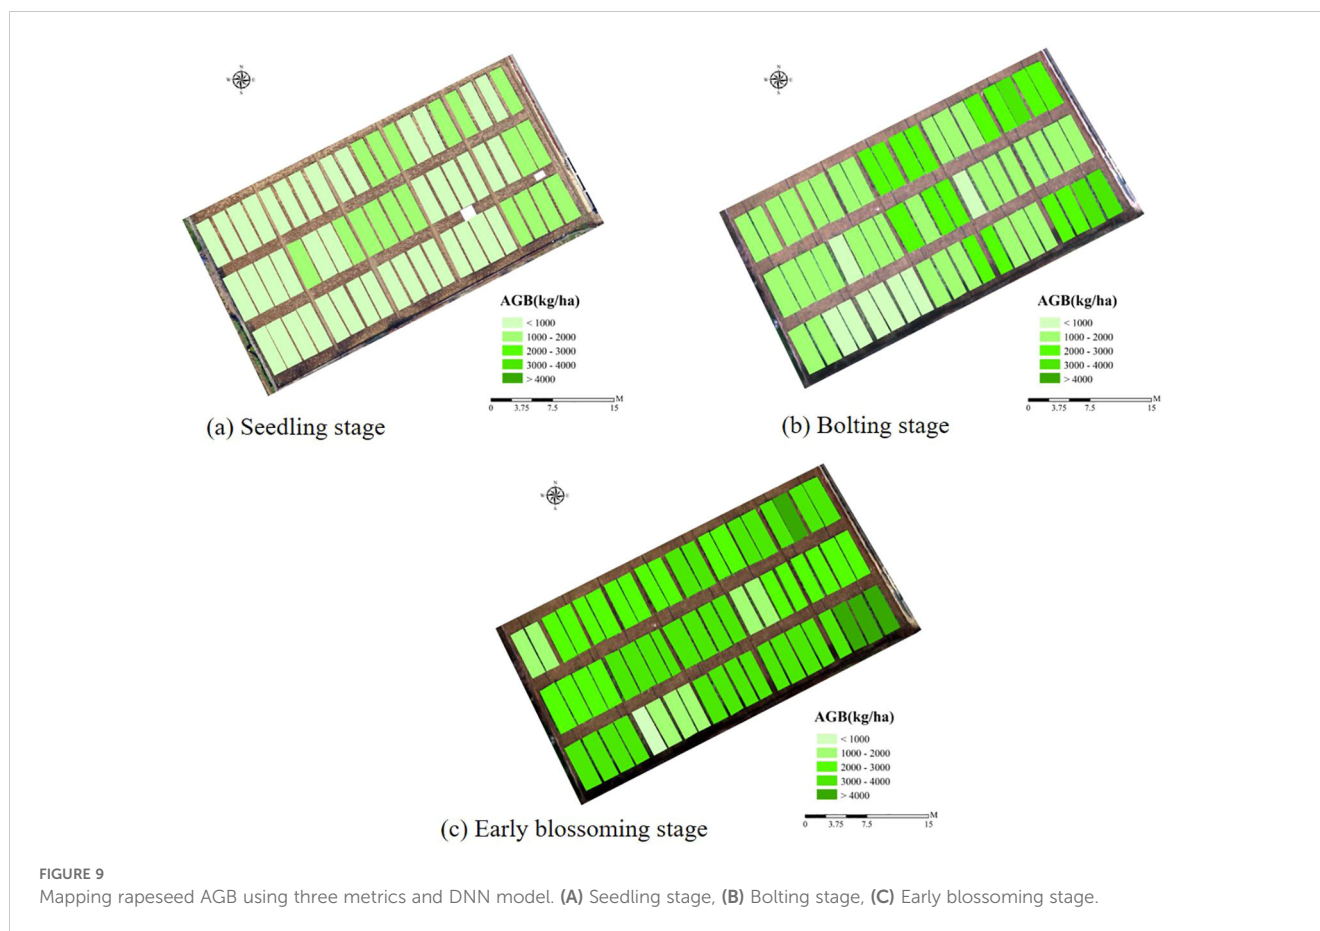 N
W E
S
AGB(kg/ha)
< 1000
1000 - 2000
2000 - 3000
3000 - 4000
> 4000
M
0 3.75 7.5 15
(a) Seedling stage
N
W E
S
AGB(kg/ha)
< 1000
1000 - 2000
2000 - 3000
3000 - 4000
> 4000
M
0 3.75 7.5 15
(b) Bolting stage
N
W E
S
AGB(kg/ha)
< 1000
1000 - 2000
2000 - 3000
3000 - 4000
> 4000
M
0 3.75 7.5 15
(c) Early blossoming stage
FIGURE 9
Mapping rapeseed AGB using three metrics and DNN model. (A) Seedling stage, (B) Bolting stage, (C) Early blossoming stage.